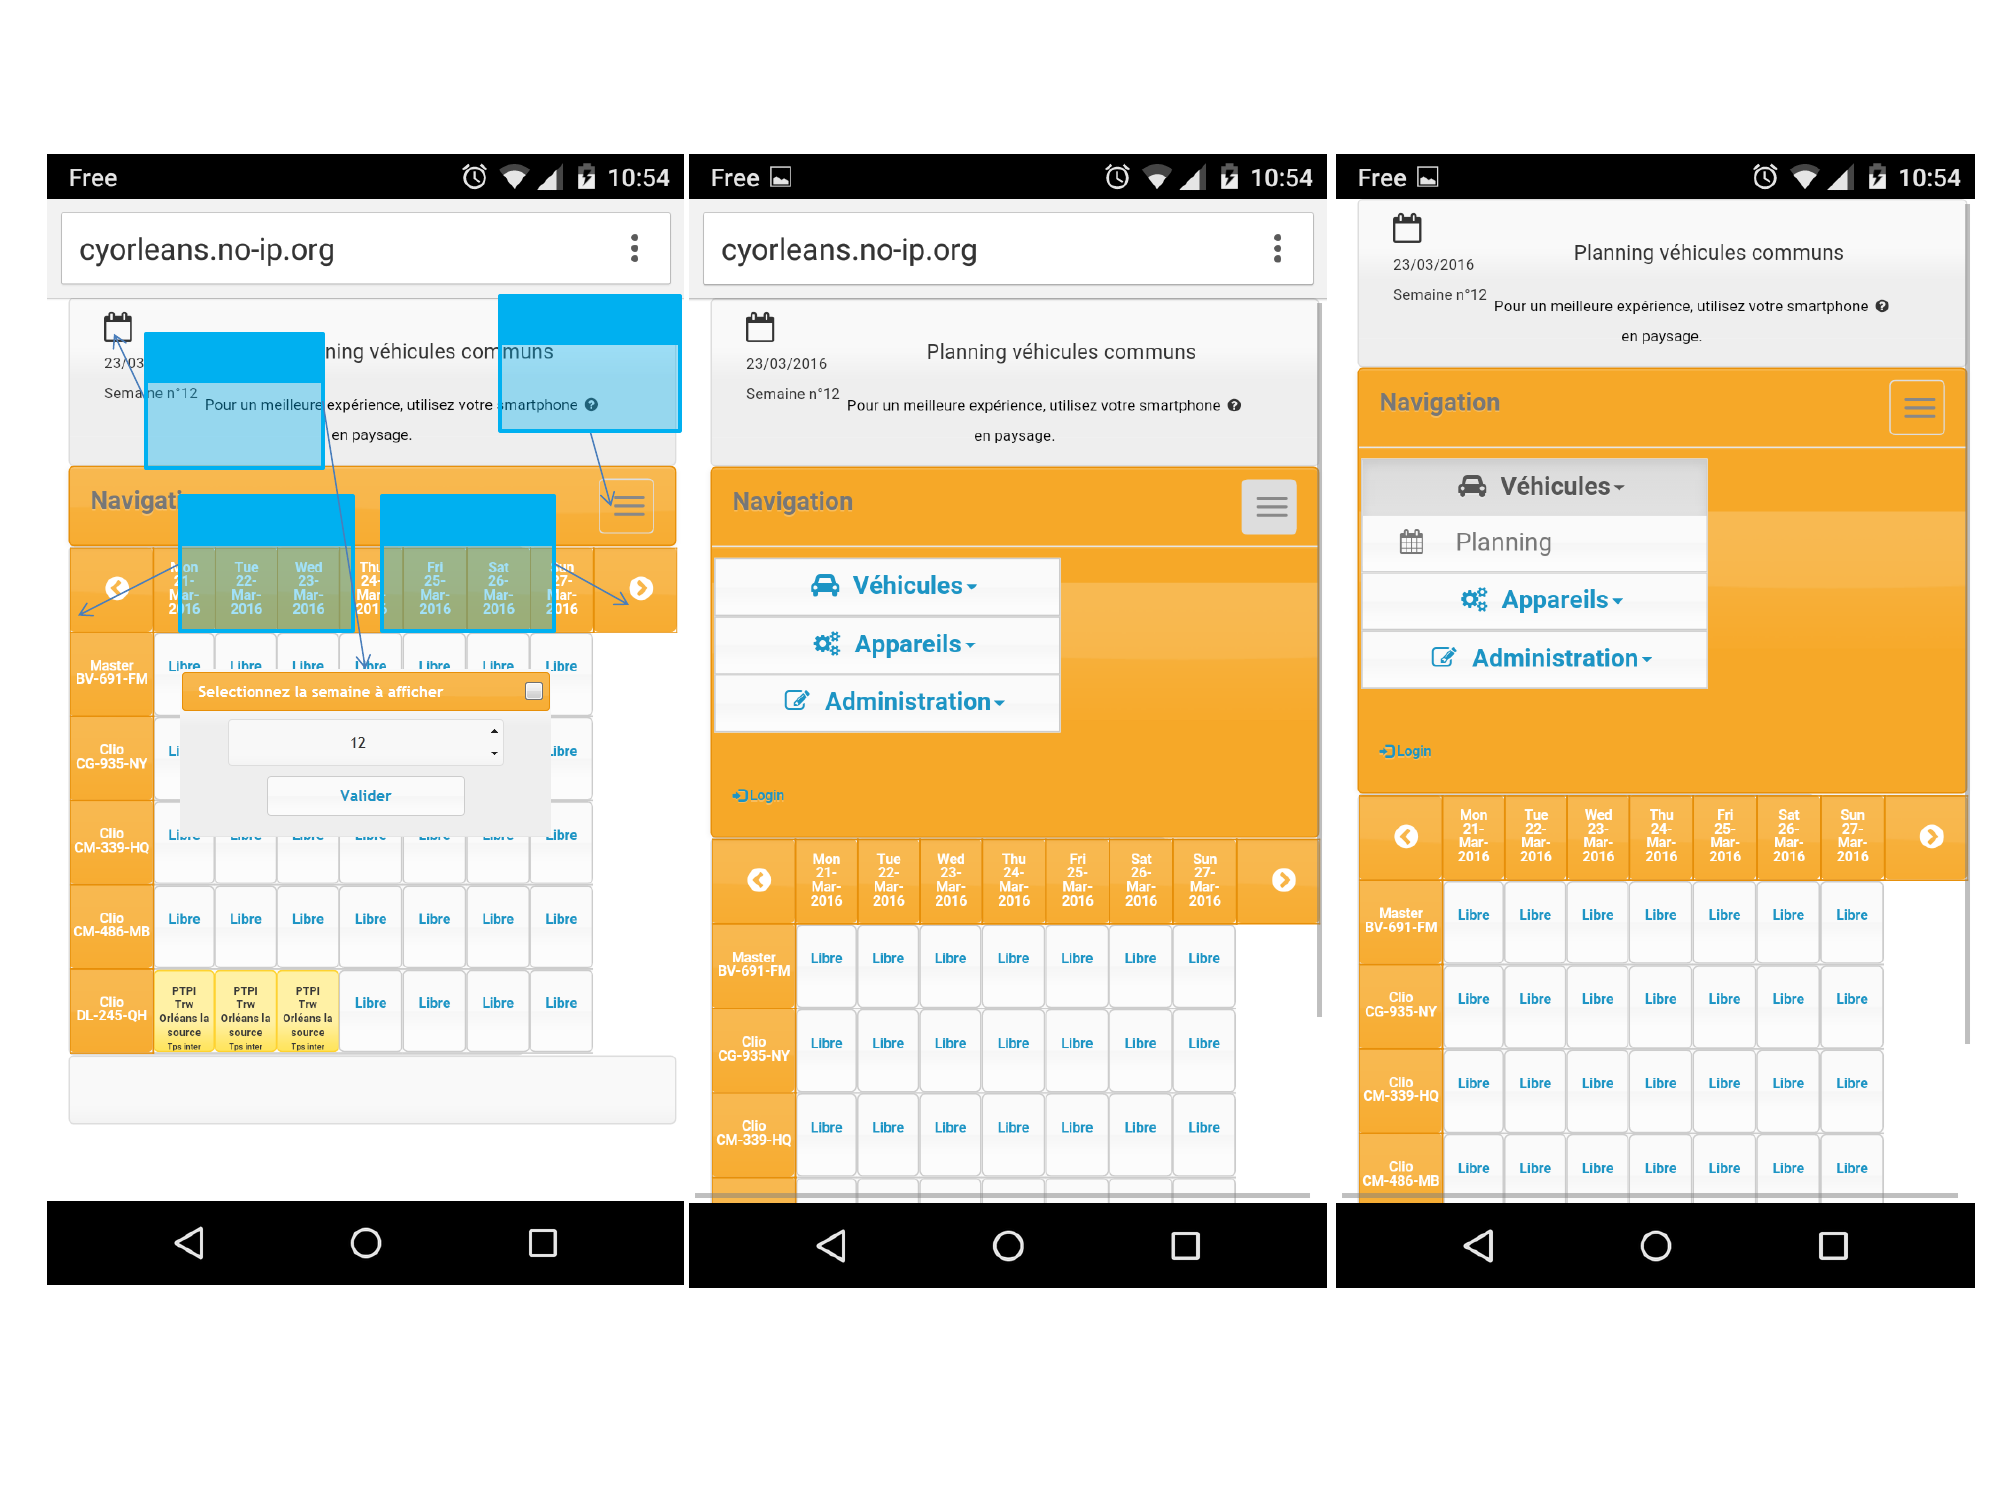 Free 10:54
cyorleans.no-ip.org
ning véhicules communs
23/03
Semaine n°12
Pour un meilleure expérience, utilisez votre smartphone
en paysage.
Navigati
Mon 21-Mar-2016 Tue 22-Mar-2016 Wed 23-Mar-2016 Thu 24-Mar-2016 Fri 25-Mar-2016 Sat 26-Mar-2016 Sun 27-Mar-2016
Master BV-691-FM Libre Libre Libre Libre Libre Libre Libre
Selectionnez la semaine à afficher
Clio CG-935-NY Li 12 Libre
Valider
Clio CM-339-HQ Libre Libre Libre Libre Libre Libre Libre
Clio CM-486-MB Libre Libre Libre Libre Libre Libre Libre
Clio DL-245-QH PTPI Trw Orléans la source Tps inter PTPI Trw Orléans la source Tps inter PTPI Trw Orléans la source Tps inter Libre Libre Libre Libre
Free 10:54
cyorleans.no-ip.org
Planning véhicules communs
23/03/2016
Semaine n°12
Pour un meilleure expérience, utilisez votre smartphone
en paysage.
Navigation
Véhicules
Appareils
Administration
Login
Mon 21-Mar-2016 Tue 22-Mar-2016 Wed 23-Mar-2016 Thu 24-Mar-2016 Fri 25-Mar-2016 Sat 26-Mar-2016 Sun 27-Mar-2016
Master BV-691-FM Libre Libre Libre Libre Libre Libre Libre
Clio CG-935-NY Libre Libre Libre Libre Libre Libre Libre
Clio CM-339-HQ Libre Libre Libre Libre Libre Libre Libre
Free 10:54
Planning véhicules communs
23/03/2016
Semaine n°12
Pour un meilleure expérience, utilisez votre smartphone
en paysage.
Navigation
Véhicules
Planning
Appareils
Administration
Login
Mon 21-Mar-2016 Tue 22-Mar-2016 Wed 23-Mar-2016 Thu 24-Mar-2016 Fri 25-Mar-2016 Sat 26-Mar-2016 Sun 27-Mar-2016
Master BV-691-FM Libre Libre Libre Libre Libre Libre Libre
Clio CG-935-NY Libre Libre Libre Libre Libre Libre Libre
Clio CM-339-HQ Libre Libre Libre Libre Libre Libre Libre
Clio CM-486-MB Libre Libre Libre Libre Libre Libre Libre